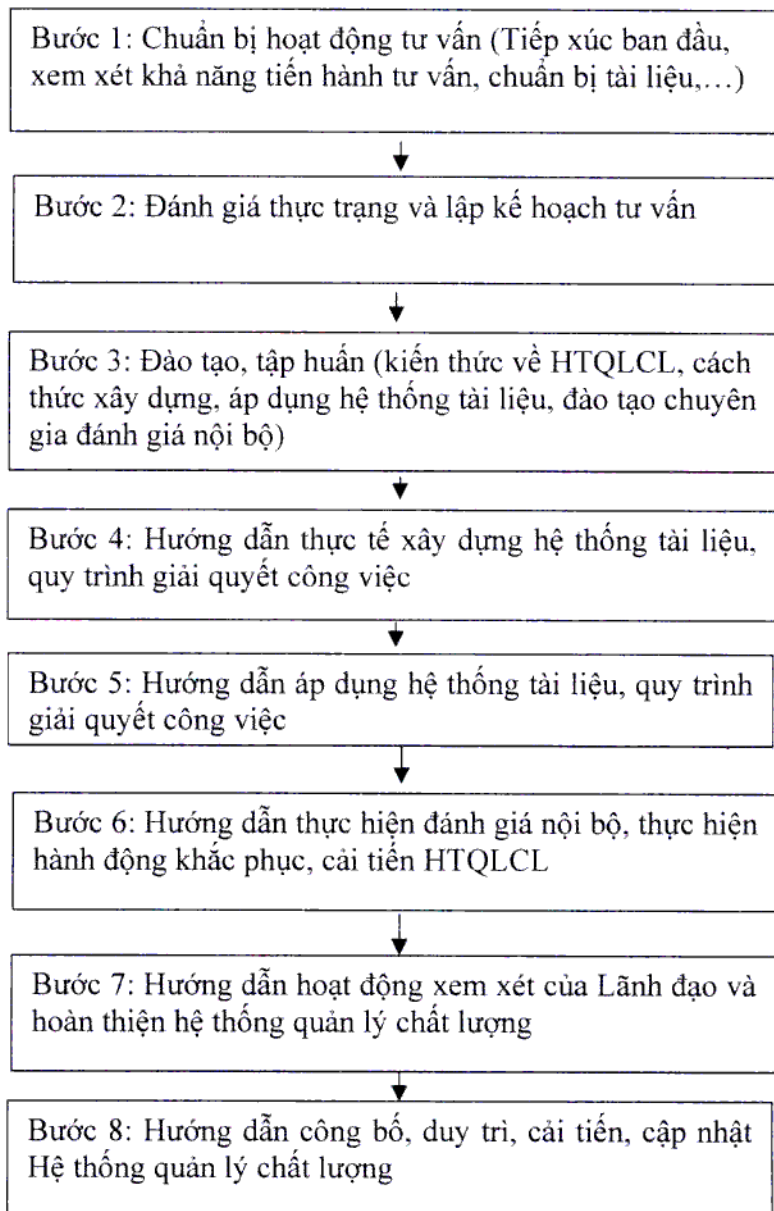 Bước 1: Chuẩn bị hoạt động tư vấn (Tiếp xúc ban đầu,
xem xét khả năng tiến hành tư vấn, chuẩn bị tài liệu,…)
Bước 2: Đánh giá thực trạng và lập kế hoạch tư vấn
Bước 3: Đào tạo, tập huấn (kiến thức về HTQLCL, cách
thức xây dựng, áp dụng hệ thống tài liệu, đào tạo chuyên
gia đánh giá nội bộ)
Bước 4: Hướng dẫn thực tế xây dựng hệ thống tài liệu,
quy trình giải quyết công việc
Bước 5: Hướng dẫn áp dụng hệ thống tài liệu, quy trình
giải quyết công việc
Bước 6: Hướng dẫn thực hiện đánh giá nội bộ, thực hiện
hành động khắc phục, cải tiến HTQLCL
Bước 7: Hướng dẫn hoạt động xem xét của Lãnh đạo và
hoàn thiện hệ thống quản lý chất lượng
Bước 8: Hướng dẫn công bố, duy trì, cải tiến, cập nhật
Hệ thống quản lý chất lượng